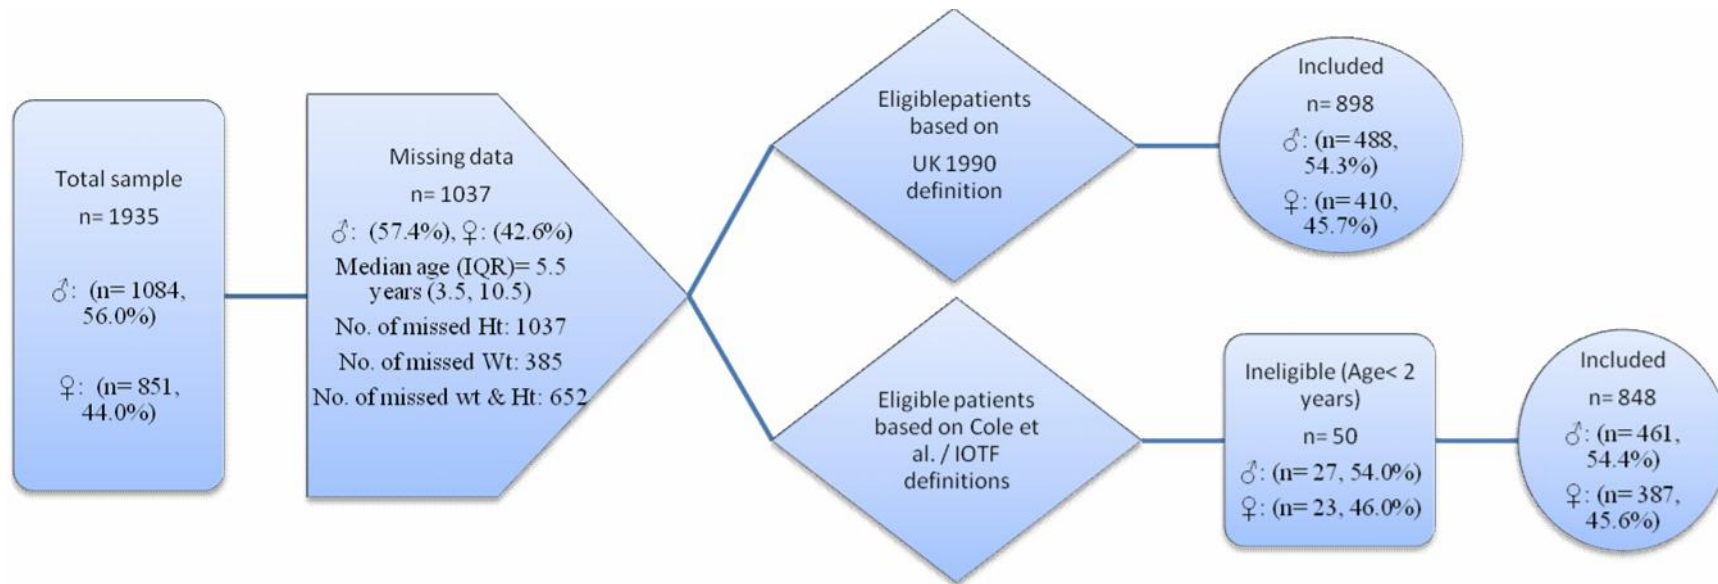 Total sample
n= 1935
♂: (n= 1084,
56.0%)
♀: (n= 851,
44.0%)
Missing data
n= 1037
♂: (57.4%), ♀: (42.6%)
Median age (IQR)= 5.5
years (3.5, 10.5)
No. of missed Ht: 1037
No. of missed Wt: 385
No. of missed wt & Ht: 652
Eligiblepatients
based on
UK 1990
definition
Included
n= 898
♂: (n= 488,
54.3%)
♀: (n= 410,
45.7%)
Eligible patients
based on Cole et
al. / IOTF
definitions
Ineligible (Age< 2
years)
n= 50
♂: (n= 27, 54.0%)
♀: (n= 23, 46.0%)
Included
n= 848
♂: (n= 461,
54.4%)
♀: (n= 387,
45.6%)